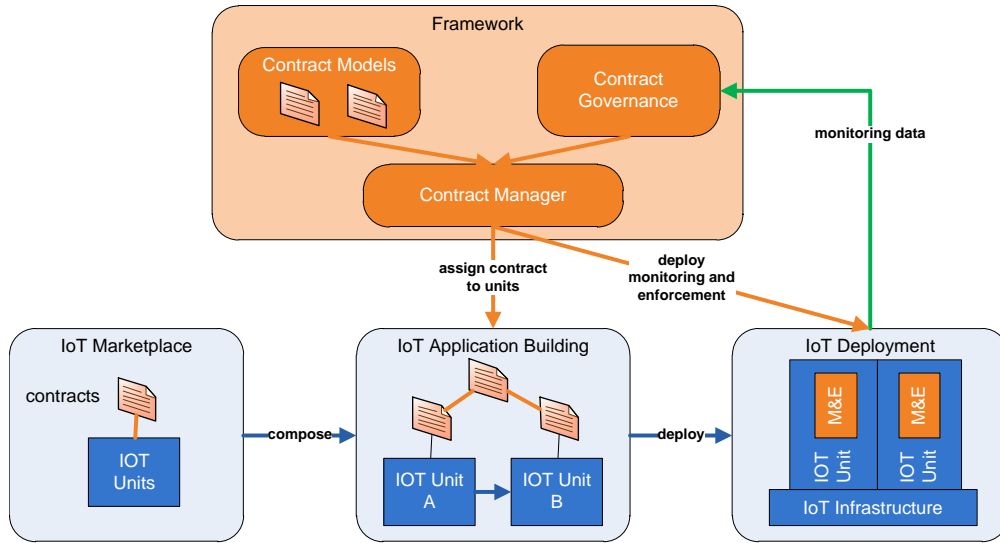 Framework
Contract Models
Contract
Governance
Contract Manager
monitoring data
assign contract
to units
deploy
monitoring and
enforcement
IoT Marketplace
contracts
IOT
Units
compose
IoT Application Building
IOT Unit
A
IOT Unit
B
deploy
IoT Deployment
M&E
IOT
Unit
M&E
IOT
Unit
IoT Infrastructure